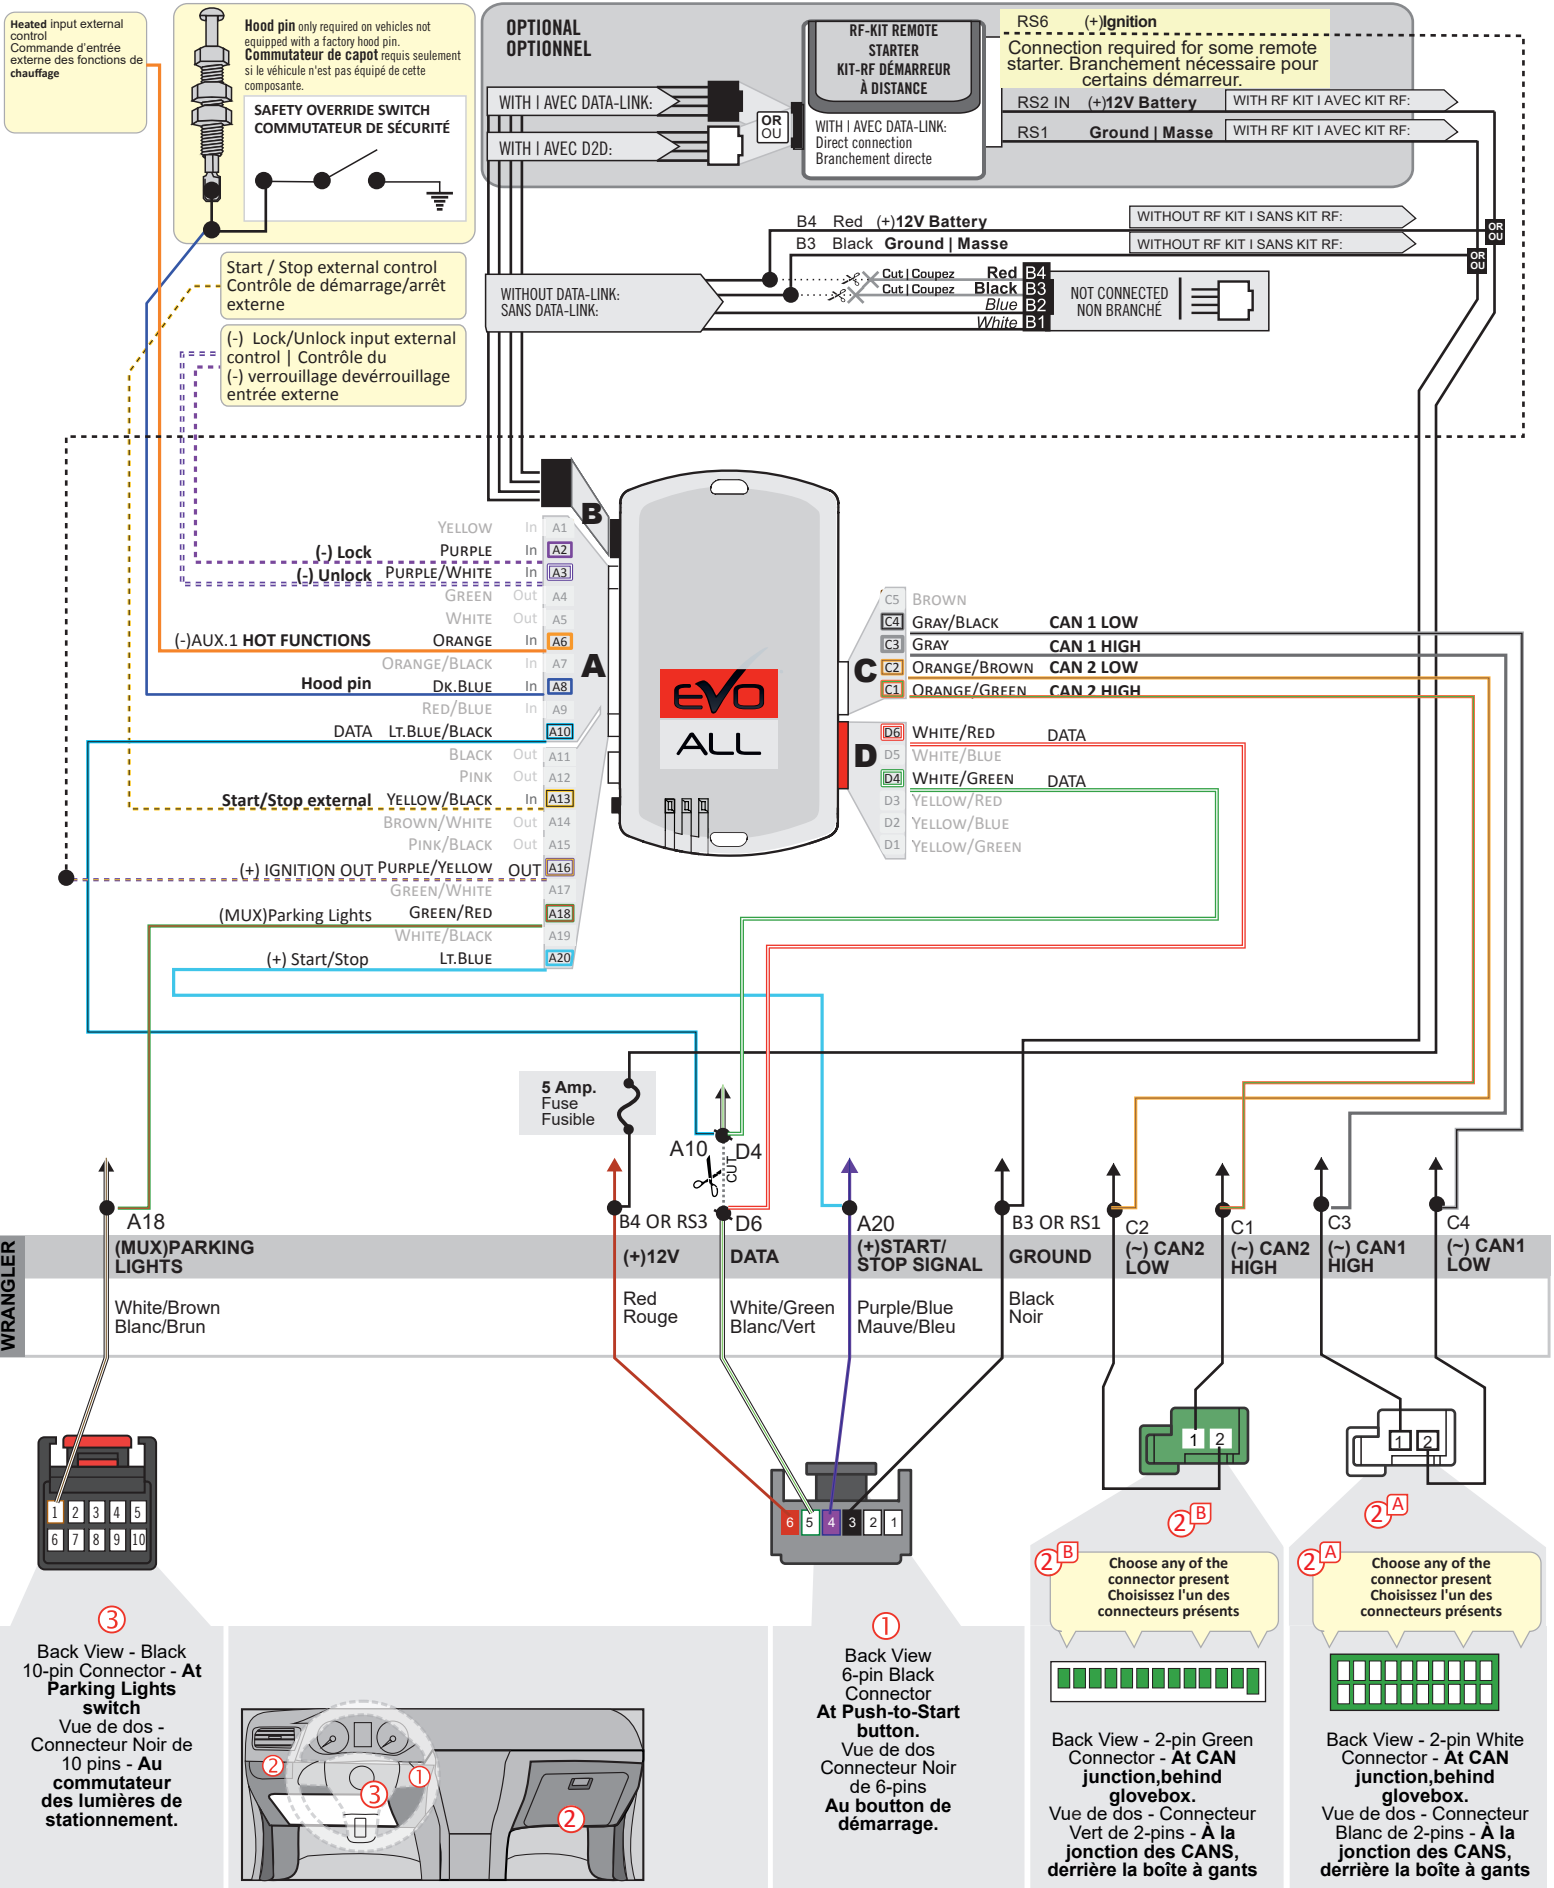 Heated input external
control
Commande d'entrée
externe des fonctions de
chauffage
Hood pin only required on vehicles not
equipped with a factory hood pin.
Commutateur de capot requis seulement
si le véhicule n'est pas équipé de cette
composante.
SAFETY OVERRIDE SWITCH
COMMUTATEUR DE SÉCURITÉ
OPTIONAL
OPTIONNEL
RF-KIT REMOTE
STARTER
KIT-RF DÉMARREUR
À DISTANCE
WITH | AVEC DATA-LINK:
Direct connection
Branchement directe
WITH | AVEC DATA-LINK:
WITH | AVEC D2D:
OR
OU
RS6 (+)Ignition
Connection required for some remote
starter. Branchement nécessaire pour
certains démarreur.
RS2 IN (+)12V Battery WITH RF KIT | AVEC KIT RF:
RS1 Ground | Masse WITH RF KIT | AVEC KIT RF:
B4 Red (+)12V Battery WITHOUT RF KIT | SANS KIT RF:
B3 Black Ground | Masse WITHOUT RF KIT | SANS KIT RF:
OR
OU
OR
OU
WITHOUT DATA-LINK:
SANS DATA-LINK:
Cut | Coupez Red B4
Cut | Coupez Black B3
Blue B2
White B1
NOT CONNECTED
NON BRANCHÉ
Start / Stop external control
Contrôle de démarrage/arrêt
externe
(-) Lock/Unlock input external
control | Contrôle du
(-) verrouillage devérrouillage
entrée externe
B
YELLOW In A1
(-) Lock PURPLE In A2
(-) Unlock PURPLE/WHITE In A3
GREEN Out A4
WHITE Out A5
(-)AUX.1 HOT FUNCTIONS ORANGE In A6
ORANGE/BLACK In A7
Hood pin DK.BLUE In A8
RED/BLUE In A9
DATA LT.BLUE/BLACK A10
BLACK Out A11
PINK Out A12
Start/Stop external YELLOW/BLACK In A13
BROWN/WHITE Out A14
PINK/BLACK Out A15
(+) IGNITION OUT PURPLE/YELLOW OUT A16
GREEN/WHITE A17
(MUX)Parking Lights GREEN/RED A18
WHITE/BLACK A19
(+) Start/Stop LT.BLUE A20
A
EVO
ALL
C
C5 BROWN
C4 GRAY/BLACK CAN 1 LOW
C3 GRAY CAN 1 HIGH
C2 ORANGE/BROWN CAN 2 LOW
C1 ORANGE/GREEN CAN 2 HIGH
D
D6 WHITE/RED DATA
D5 WHITE/BLUE
D4 WHITE/GREEN DATA
D3 YELLOW/RED
D2 YELLOW/BLUE
D1 YELLOW/GREEN
5 Amp.
Fuse
Fusible
A10 D4
CUT
A18
B4 OR RS3
D6
A20
B3 OR RS1
C2
C1
C3
C4
WRANGLER
(MUX)PARKING
LIGHTS
(+)12V
DATA
(+)START/
STOP SIGNAL
GROUND
(~) CAN2
LOW
(~) CAN2
HIGH
(~) CAN1
HIGH
(~) CAN1
LOW
White/Brown
Blanc/Brun
Red
Rouge
White/Green
Blanc/Vert
Purple/Blue
Mauve/Bleu
Black
Noir
1 2 3 4 5
6 7 8 9 10
6 5 4 3 2 1
1 2
1 2
2 B
2 A
3
Back View - Black
10-pin Connector - At
Parking Lights
switch
Vue de dos -
Connecteur Noir de
10 pins - Au
commutateur
des lumières de
stationnement.
2
1
3
2
1
Back View
6-pin Black
Connector
At Push-to-Start
button.
Vue de dos
Connecteur Noir
de 6-pins
Au boutton de
démarrage.
2 B
Choose any of the
connector present
Choisissez l'un des
connecteurs présents
Back View - 2-pin Green
Connector - At CAN
junction,behind
glovebox.
Vue de dos - Connecteur
Vert de 2-pins - À la
jonction des CANS,
derrière la boîte à gants
2 A
Choose any of the
connector present
Choisissez l'un des
connecteurs présents
Back View - 2-pin White
Connector - At CAN
junction,behind
glovebox.
Vue de dos - Connecteur
Blanc de 2-pins - À la
jonction des CANS,
derrière la boîte à gants